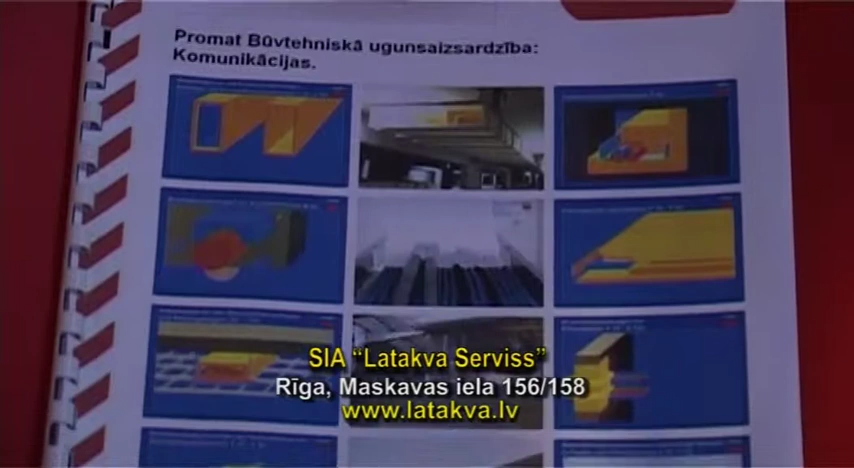 Promat Būvtehniskā ugunsaizsardzība:
Komunikācijas.
SIA “Latakva Serviss”
Rīga, Maskavas iela 156/158
www.latakva.lv